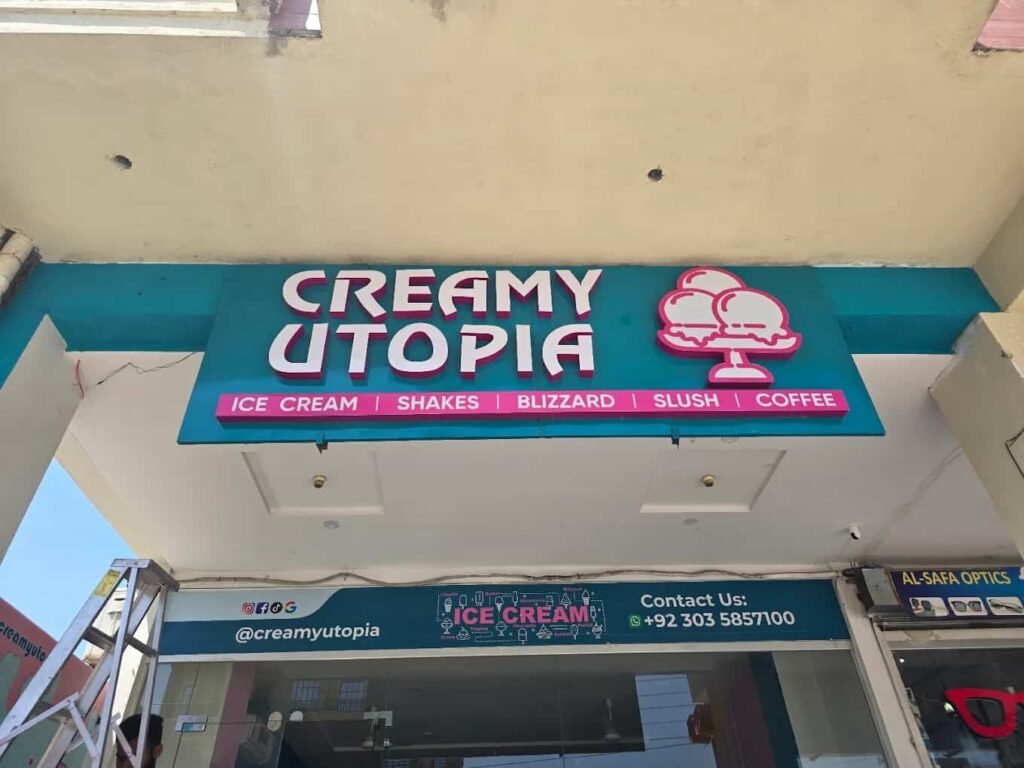 CREAMY
UTOPIA
ICE CREAM | SHAKES | BLIZZARD | SLUSH | COFFEE
@creamyutopia
ICE CREAM
Contact Us:
+92 303 5857100
AL-SAFA OPTICS